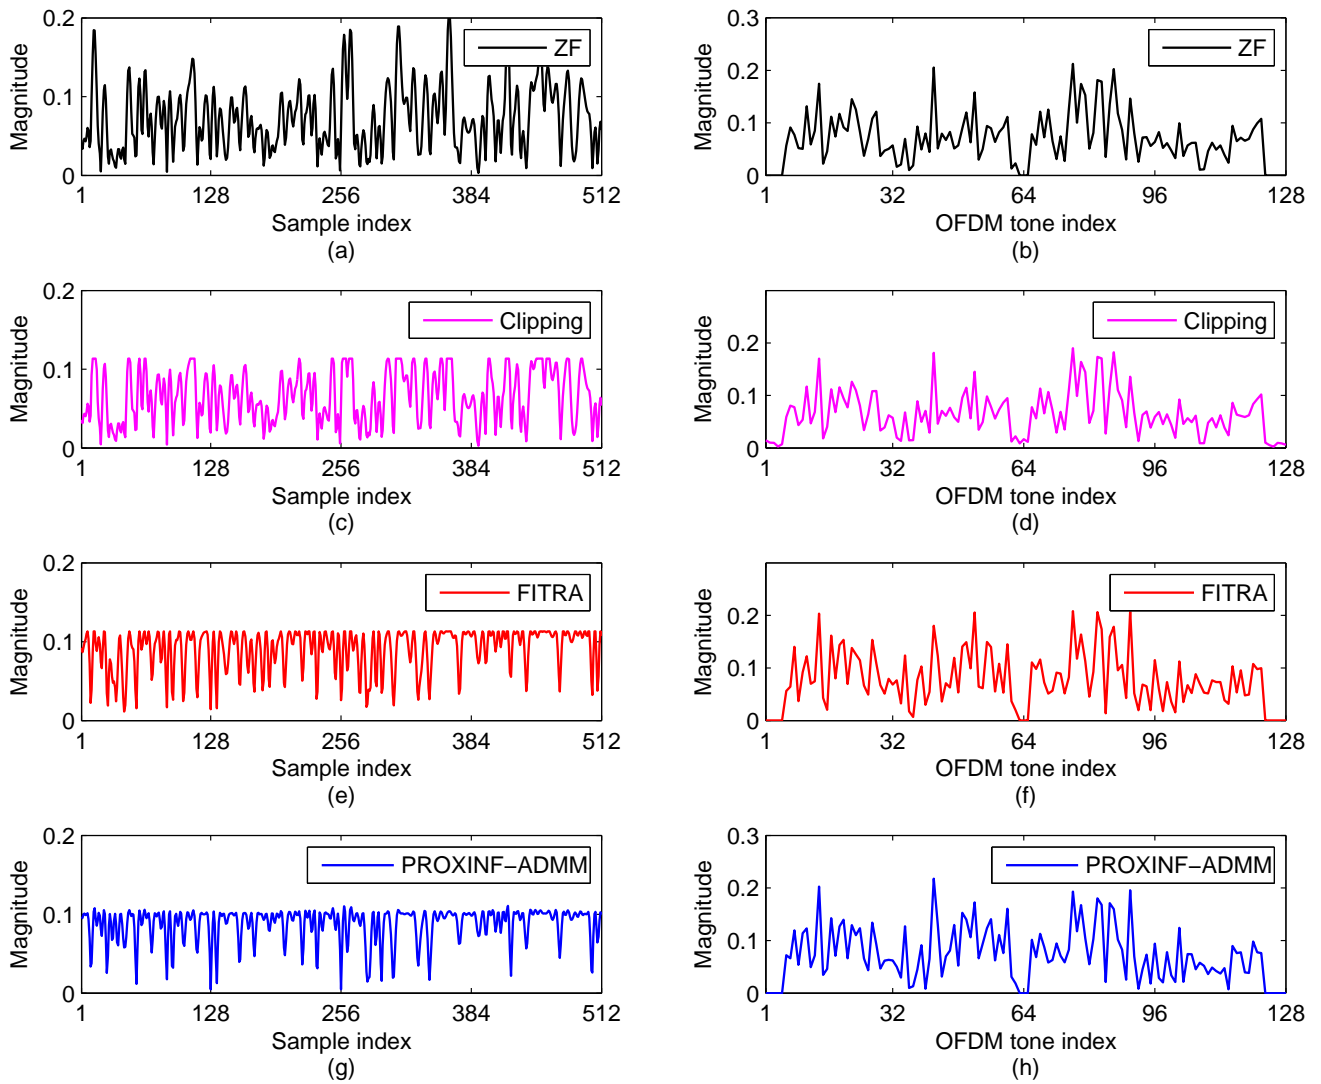 0.2
0.1
0
Magnitude
ZF
1
128
256
384
512
Sample index
(a)
0.3
0.2
0.1
0
Magnitude
ZF
1
32
64
96
128
OFDM tone index
(b)
0.2
0.1
0
Magnitude
Clipping
1
128
256
384
512
Sample index
(c)
0.2
0.1
0
Magnitude
Clipping
1
32
64
96
128
OFDM tone index
(d)
0.2
0.1
0
Magnitude
FITRA
1
128
256
384
512
Sample index
(e)
0.2
0.1
0
Magnitude
FITRA
1
32
64
96
128
OFDM tone index
(f)
0.2
0.1
0
Magnitude
PROXINF−ADMM
1
128
256
384
512
Sample index
(g)
0.3
0.2
0.1
0
Magnitude
PROXINF−ADMM
1
32
64
96
128
OFDM tone index
(h)